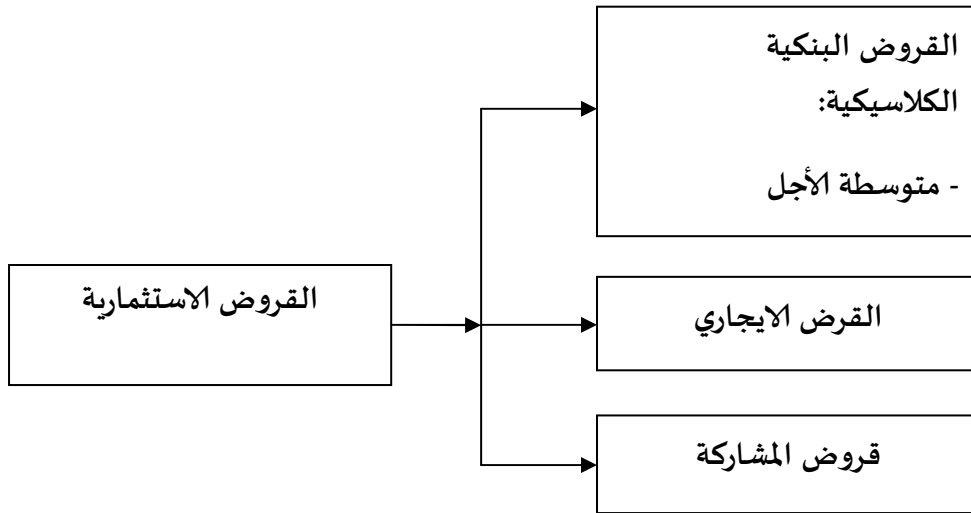 القروض البنكية
الكلاسيكية:
- متوسطة الأجل
القروض الاستثمارية
القرض الايجاري
قروض المشاركة